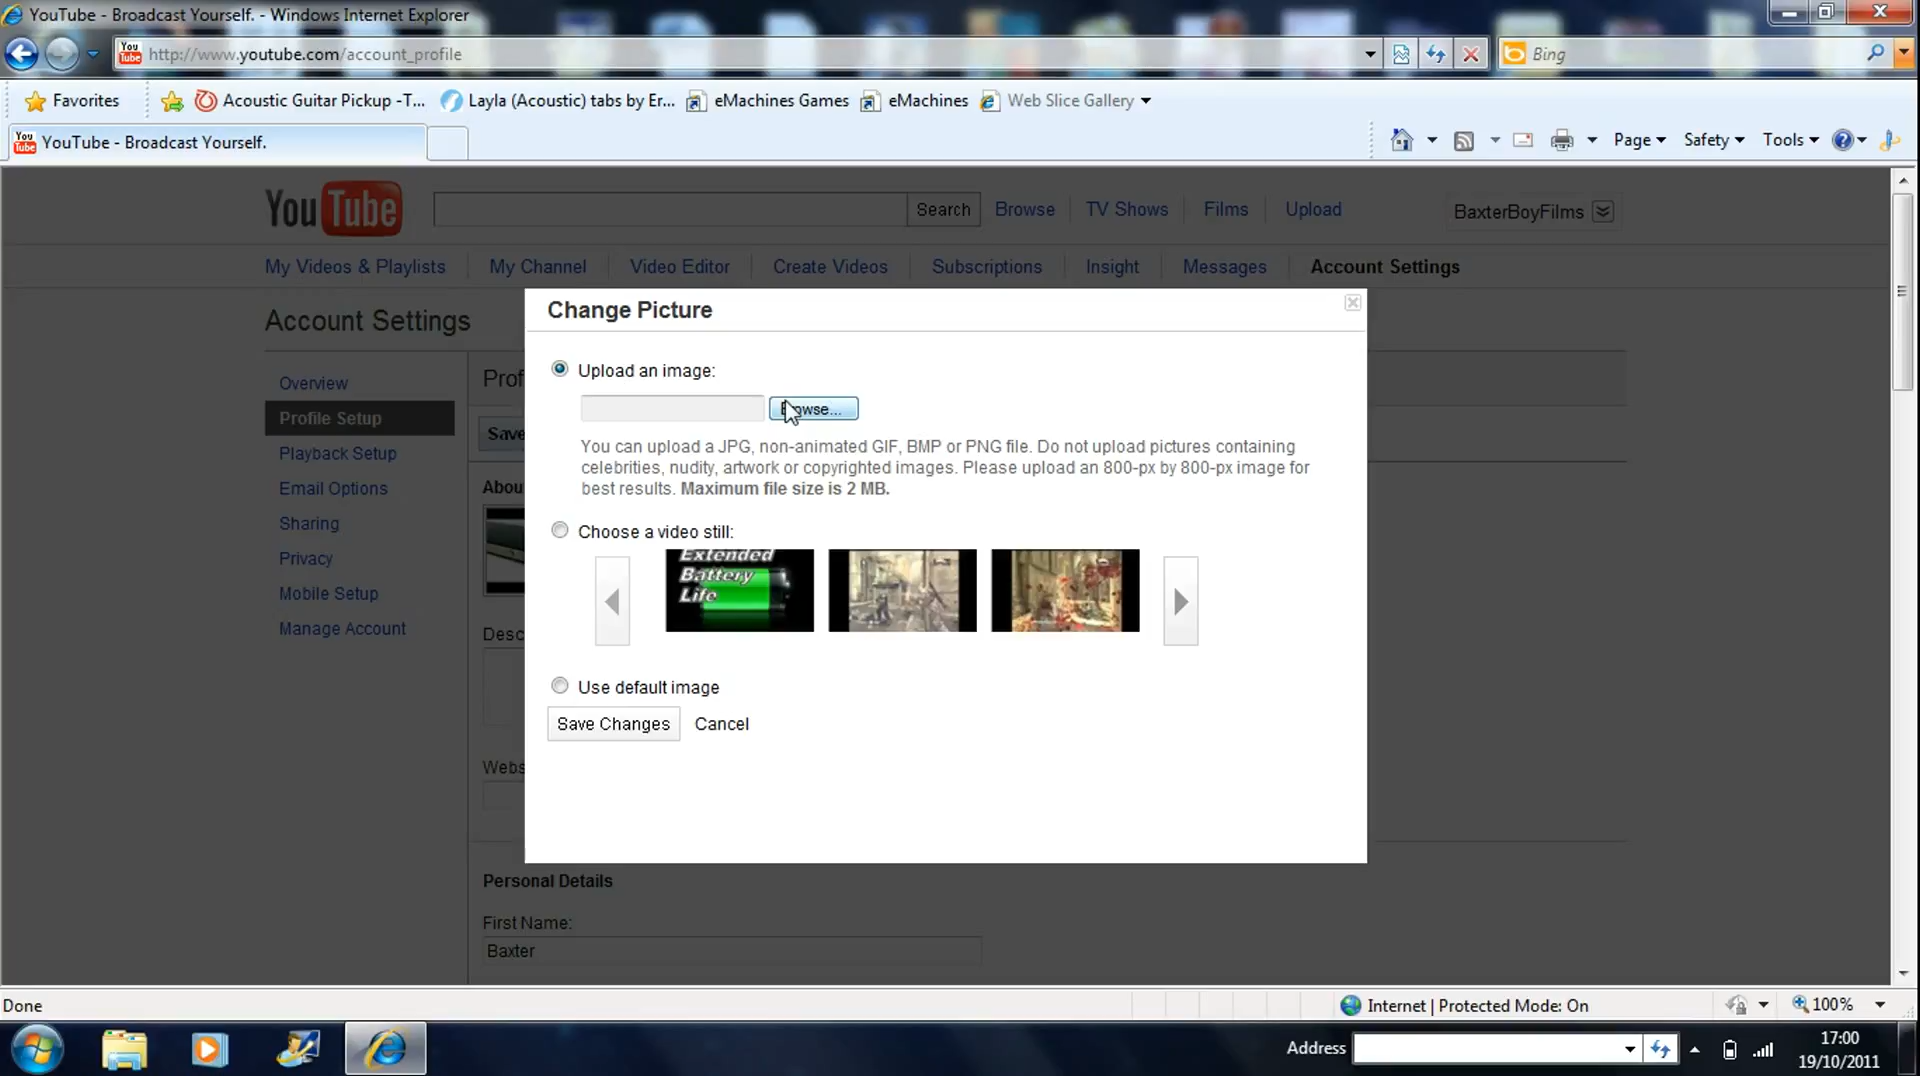 YouTube - Broadcast Yourself. - Windows Internet Explorer
http://www.youtube.com/account_profile
Bing
Favorites
Acoustic Guitar Pickup -T...
Layla (Acoustic) tabs by Er...
eMachines Games
eMachines
Web Slice Gallery
YouTube - Broadcast Yourself.
Page
Safety
Tools
YouTube
Search
Browse
TV Shows
Films
Upload
BaxterBoyFilms
My Videos & Playlists
My Channel
Video Editor
Create Videos
Subscriptions
Insight
Messages
Account Settings
Account Settings
Overview
Profile Setup
Playback Setup
Email Options
Sharing
Privacy
Mobile Setup
Manage Account
Prof
Save
Abou
Desc
Webs
Change Picture
Upload an image:
Browse...
You can upload a JPG, non-animated GIF, BMP or PNG file. Do not upload pictures containing
celebrities, nudity, artwork or copyrighted images. Please upload an 800-px by 800-px image for
best results. Maximum file size is 2 MB.
Choose a video still:
Extended
Battery
Life
Use default image
Save Changes
Cancel
Personal Details
First Name:
Baxter
Done
Internet | Protected Mode: On
100%
Address
17:00
19/10/2011